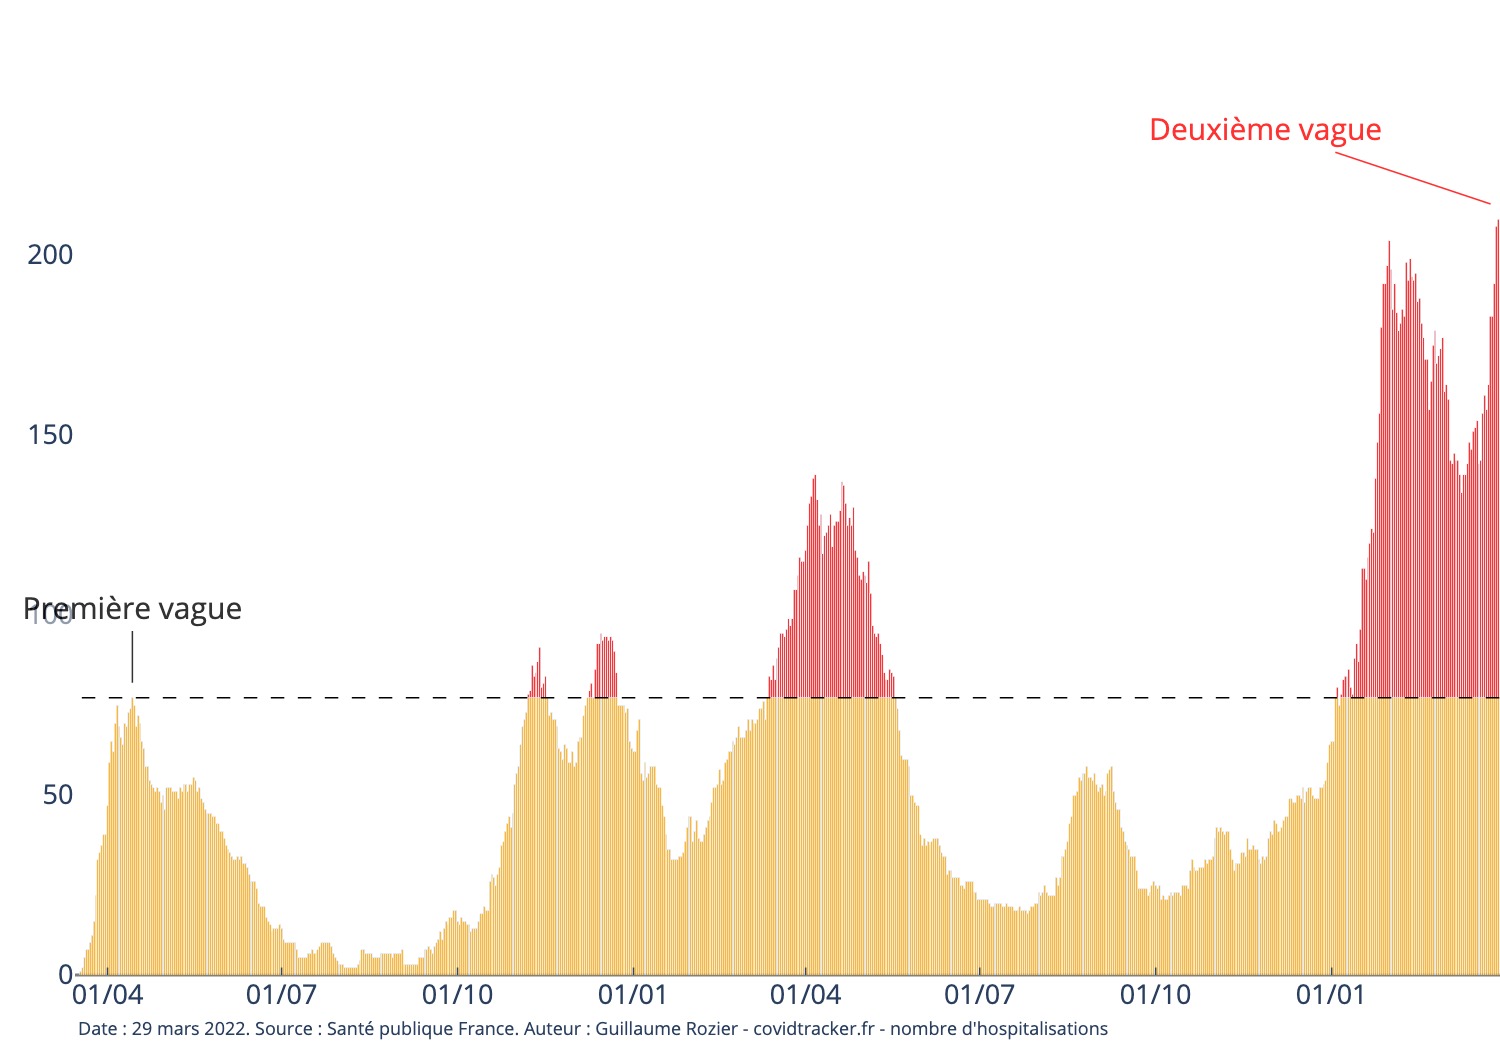 Deuxième vague
200
150
100
Première vague
50
0
01/04 01/07 01/10 01/01 01/04 01/07 01/10 01/01
Date : 29 mars 2022. Source : Santé publique France. Auteur : Guillaume Rozier - covidtracker.fr - nombre d'hospitalisations